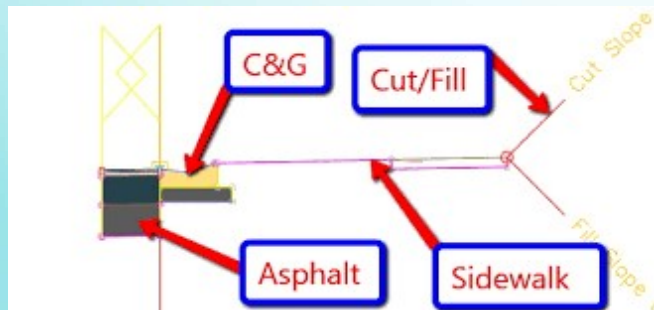 C&G
Cut/Fill
Cut Slope
Asphalt
Sidewalk
Fill Slope